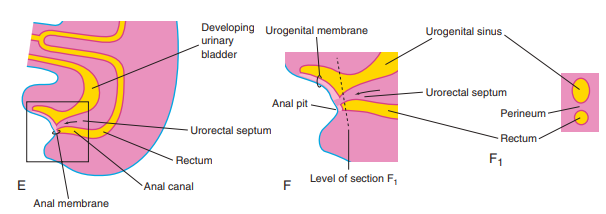 Developing
urinary
bladder
Urorectal septum
Rectum
Anal canal
Anal membrane
E
Urogenital membrane
Anal pit
Urogenital sinus
Urorectal septum
Rectum
Level of section F1
F
Perineum
F1